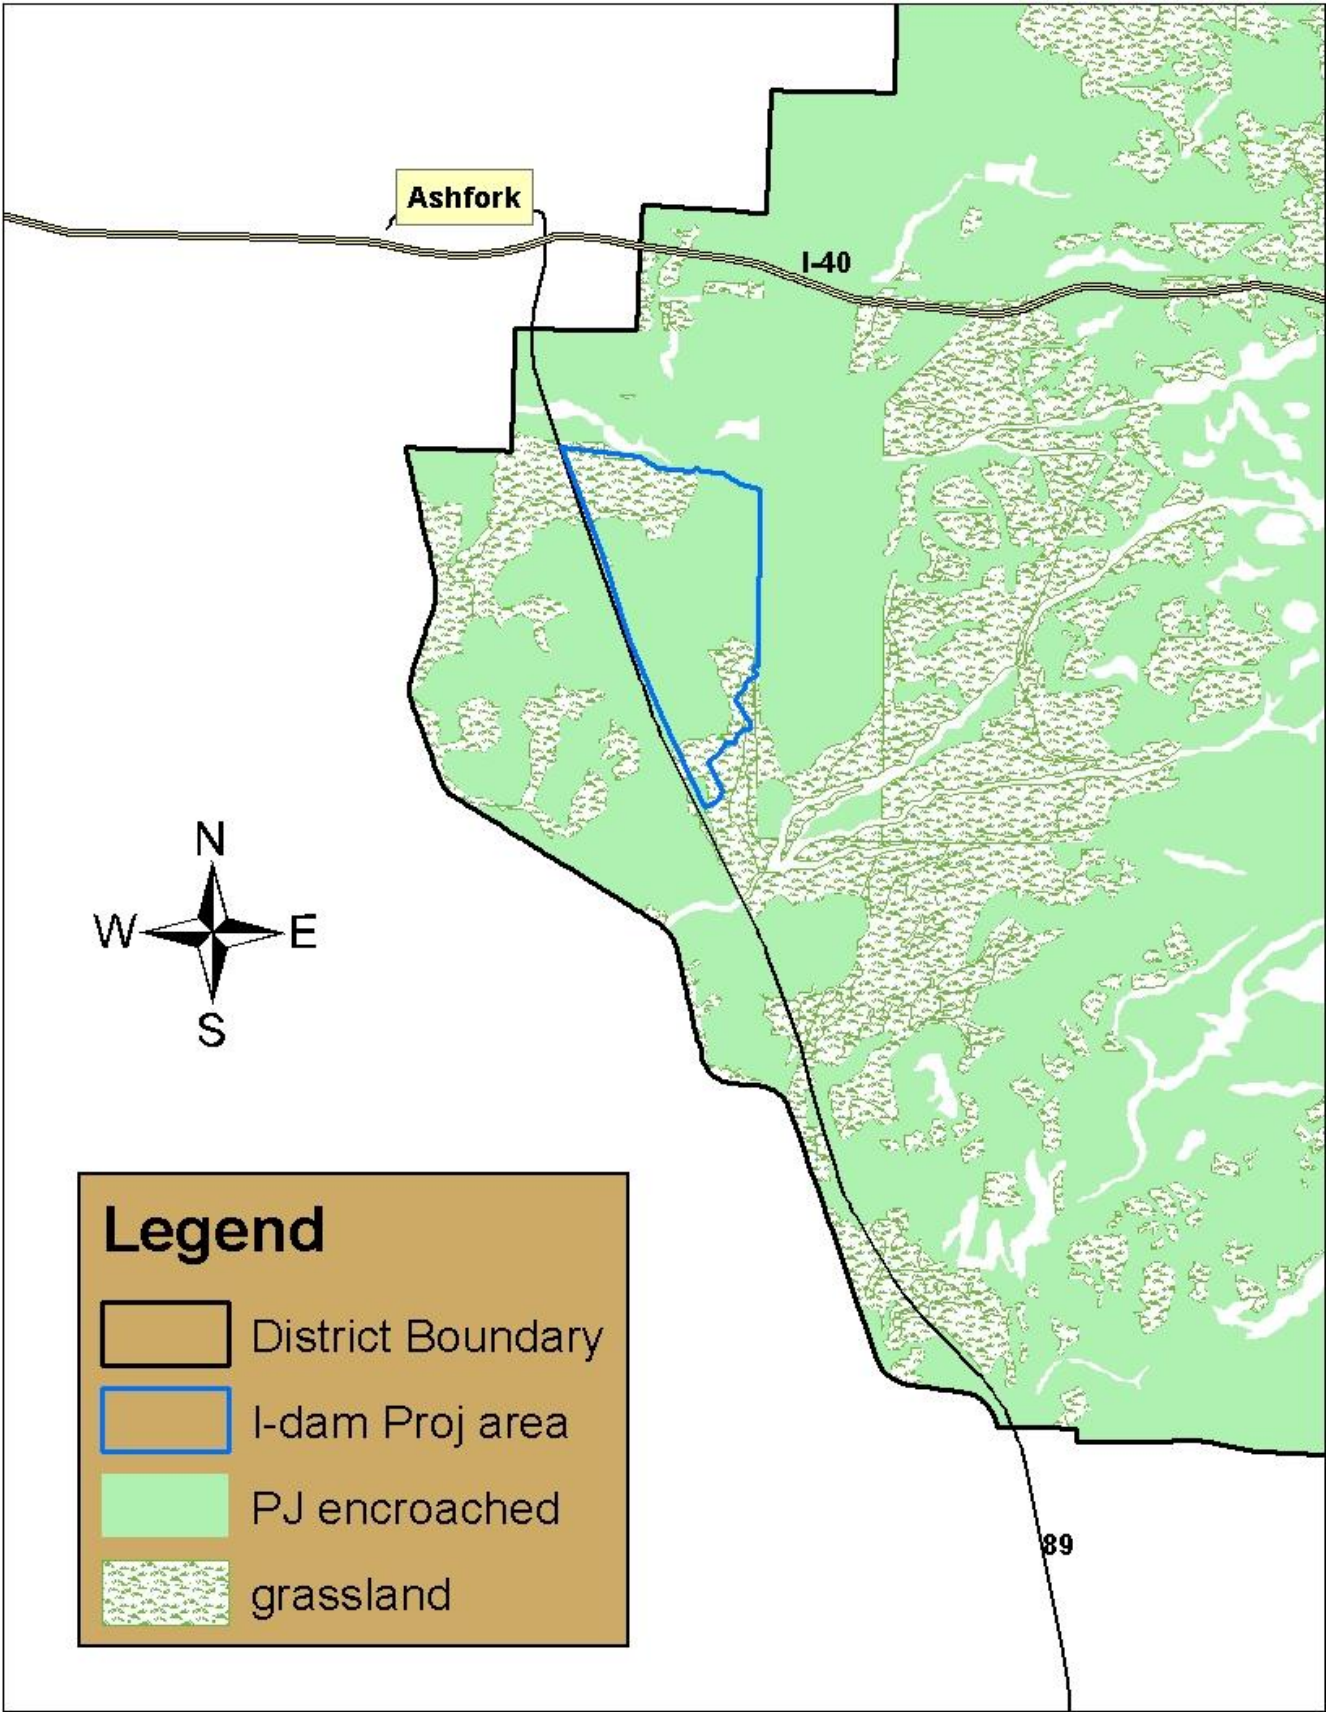 Ashfork
I-40
N
W E
S
Legend
District Boundary
I-dam Proj area
PJ encroached
grassland
89